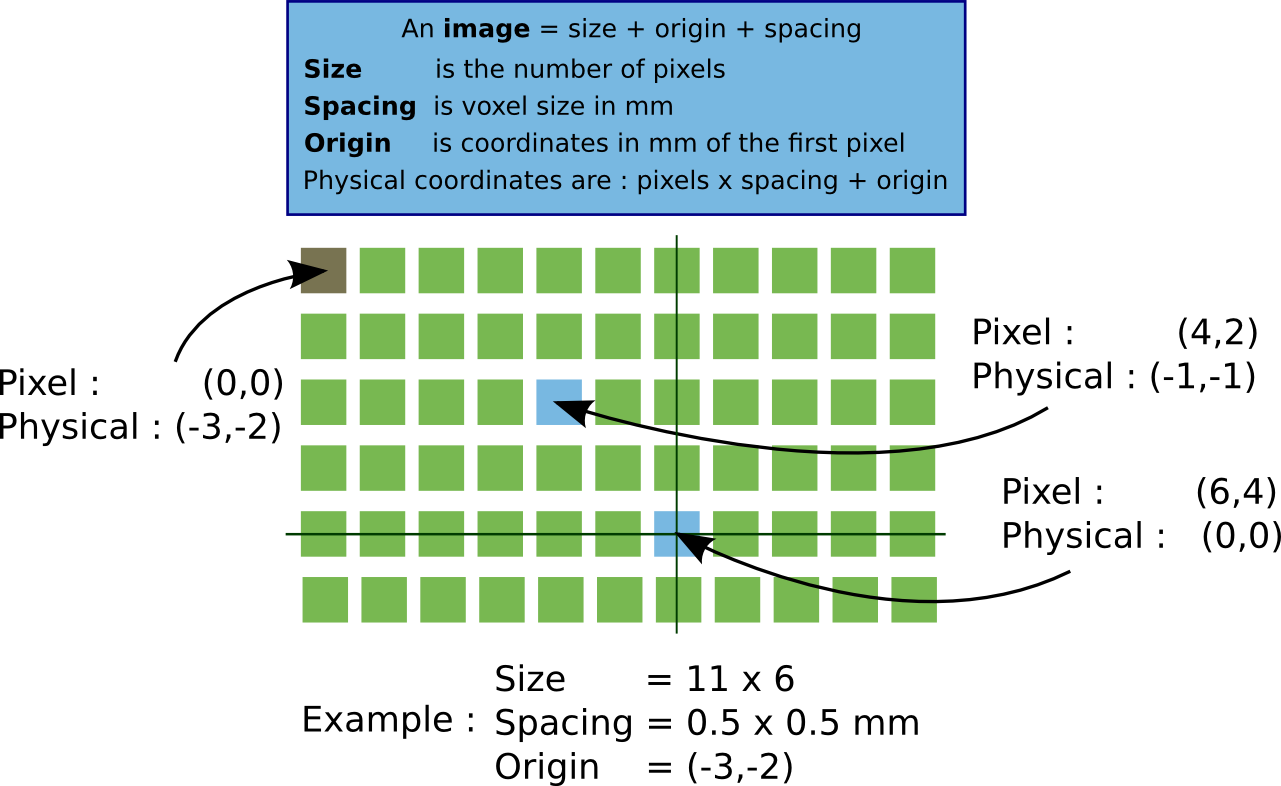 An image = size + origin + spacing
Size is the number of pixels
Spacing is voxel size in mm
Origin is coordinates in mm of the first pixel
Physical coordinates are : pixels x spacing + origin
Pixel : (4,2)
Physical : (-1,-1)
Pixel : (0,0)
Physical : (-3,-2)
Pixel : (6,4)
Physical : (0,0)
Example :
Size = 11 x 6
Spacing = 0.5 x 0.5 mm
Origin = (-3,-2)